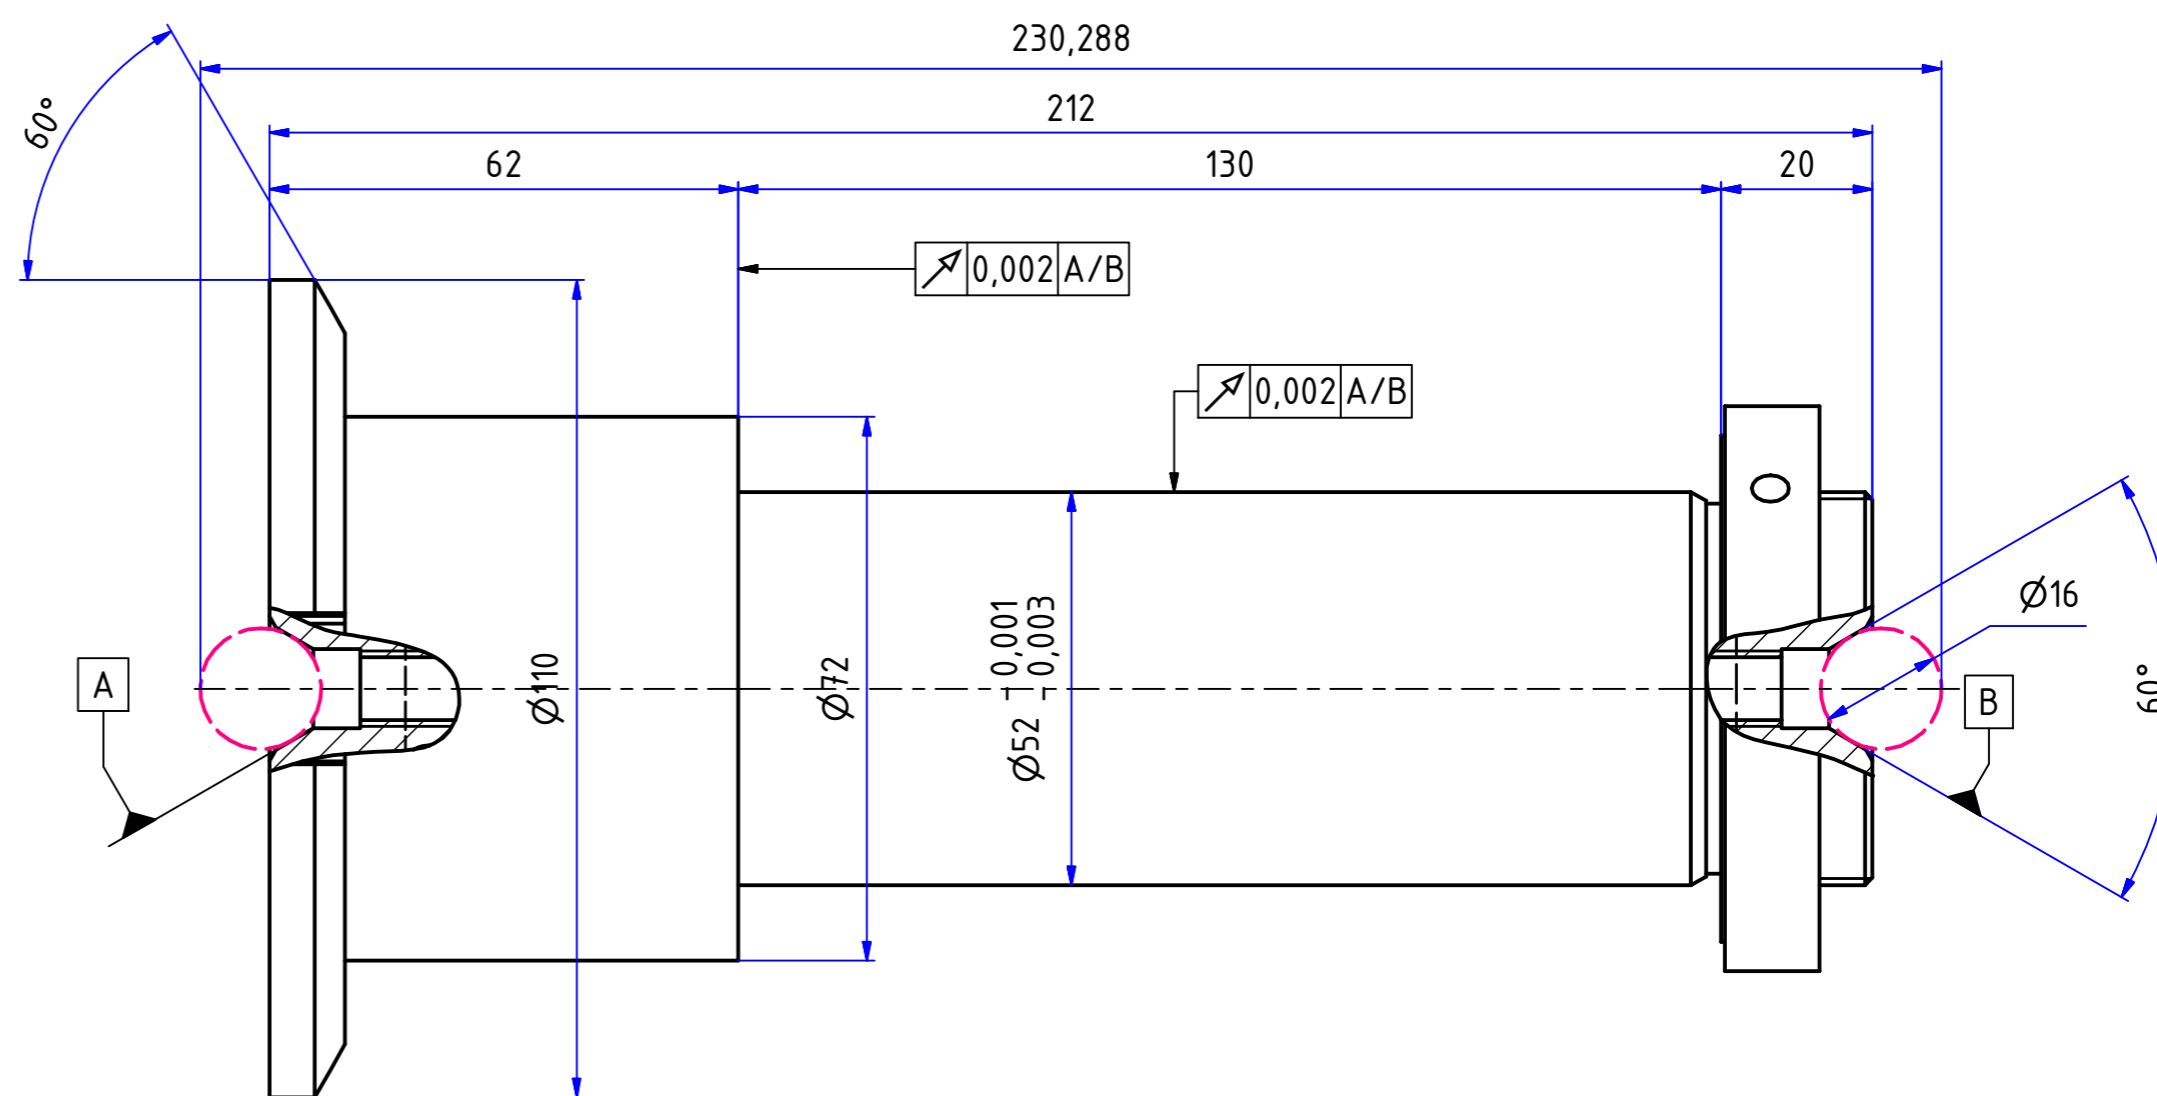 230,288
212
62
130
20
60°
0,002 A/B
0,002 A/B
Ø16
A
Ø110
Ø72
Ø52 - 0,001
- 0,003
B
60°